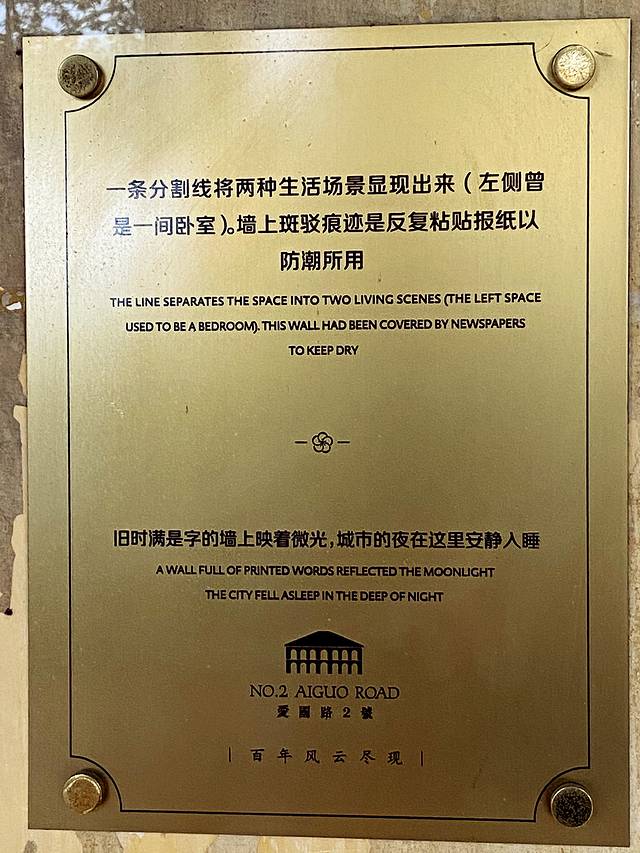 一条分割线将两种生活场景显现出来（左侧曾
是一间卧室）。墙上斑驳痕迹是反复粘贴报纸以
防潮所用
THE LINE SEPARATES THE SPACE INTO TWO LIVING SCENES (THE LEFT SPACE
USED TO BE A BEDROOM). THIS WALL HAD BEEN COVERED BY NEWSPAPERS
TO KEEP DRY
旧时满是字的墙上映着微光，城市的夜在这里安静入睡
A WALL FULL OF PRINTED WORDS REFLECTED THE MOONLIGHT
THE CITY FELL ASLEEP IN THE DEEP OF NIGHT
NO.2 AIGUO ROAD
愛國路2號
| 百年风云尽现 |